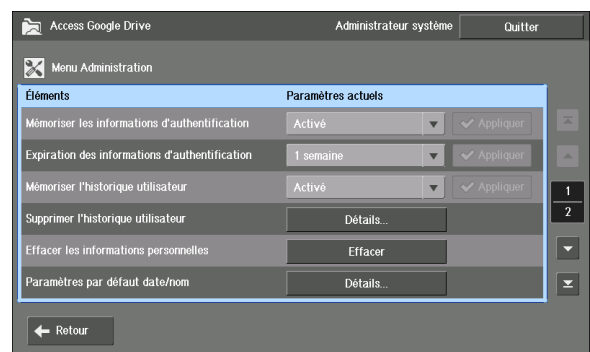 Access Google Drive Administrateur système Quitter
Menu Administration
Éléments Paramètres actuels
Mémoriser les informations d'authentification Activé Appliquer
Expiration des informations d'authentification 1 semaine Appliquer
Mémoriser l'historique utilisateur Activé Appliquer
1
Supprimer l'historique utilisateur Détails...
2
Effacer les informations personnelles Effacer
Paramètres par défaut date/nom Détails...
Retour